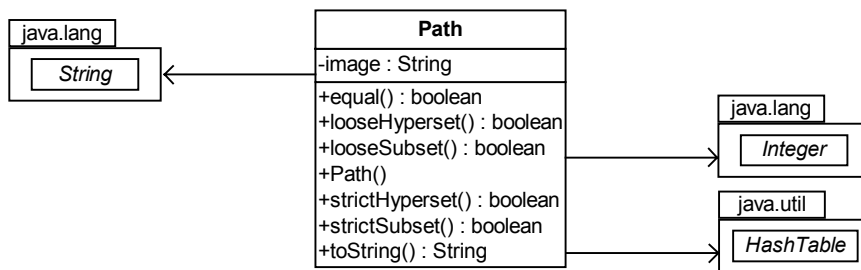 java.lang
String
Path
-image : String
+equal() : boolean
+looseHyperset() : boolean
+looseSubset() : boolean
+Path()
+strictHyperset() : boolean
+strictSubset() : boolean
+toString() : String
java.lang
Integer
java.util
HashTable